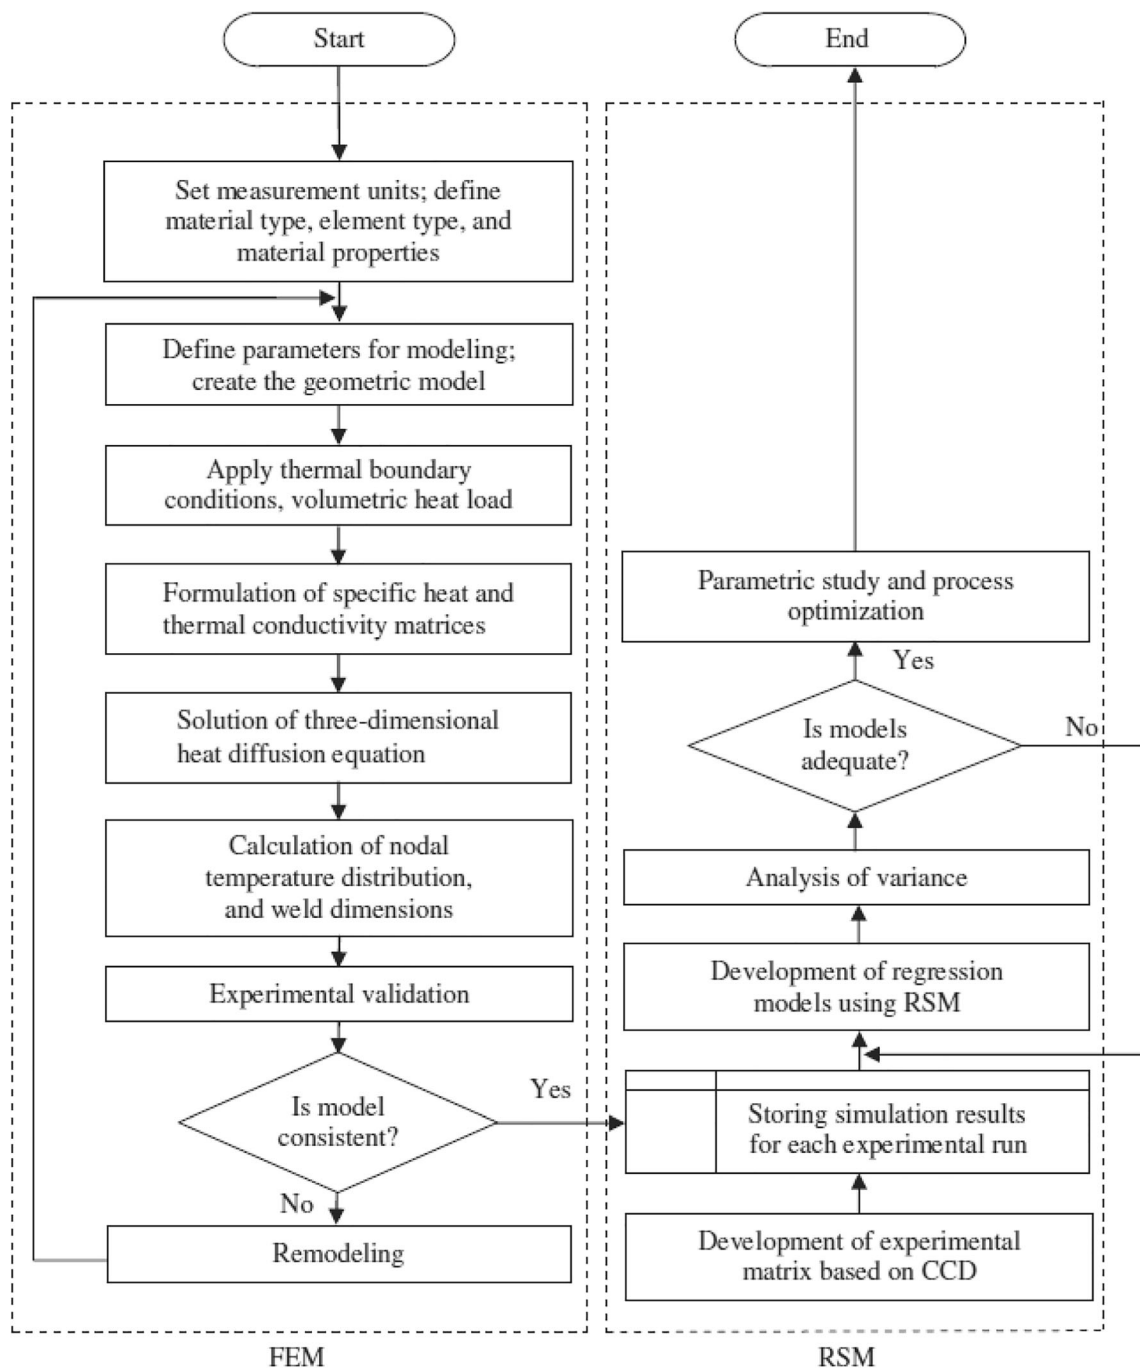 Start
Set measurement units; define
material type, element type, and
material properties
Define parameters for modeling;
create the geometric model
Apply thermal boundary
conditions, volumetric heat load
Formulation of specific heat and
thermal conductivity matrices
Solution of three-dimensional
heat diffusion equation
Calculation of nodal
temperature distribution,
and weld dimensions
Experimental validation
Is model
consistent?
Yes
No
Remodeling
FEM
End
Parametric study and process
optimization
Yes
Is models
adequate?
No
Analysis of variance
Development of regression
models using RSM
Storing simulation results
for each experimental run
Development of experimental
matrix based on CCD
RSM